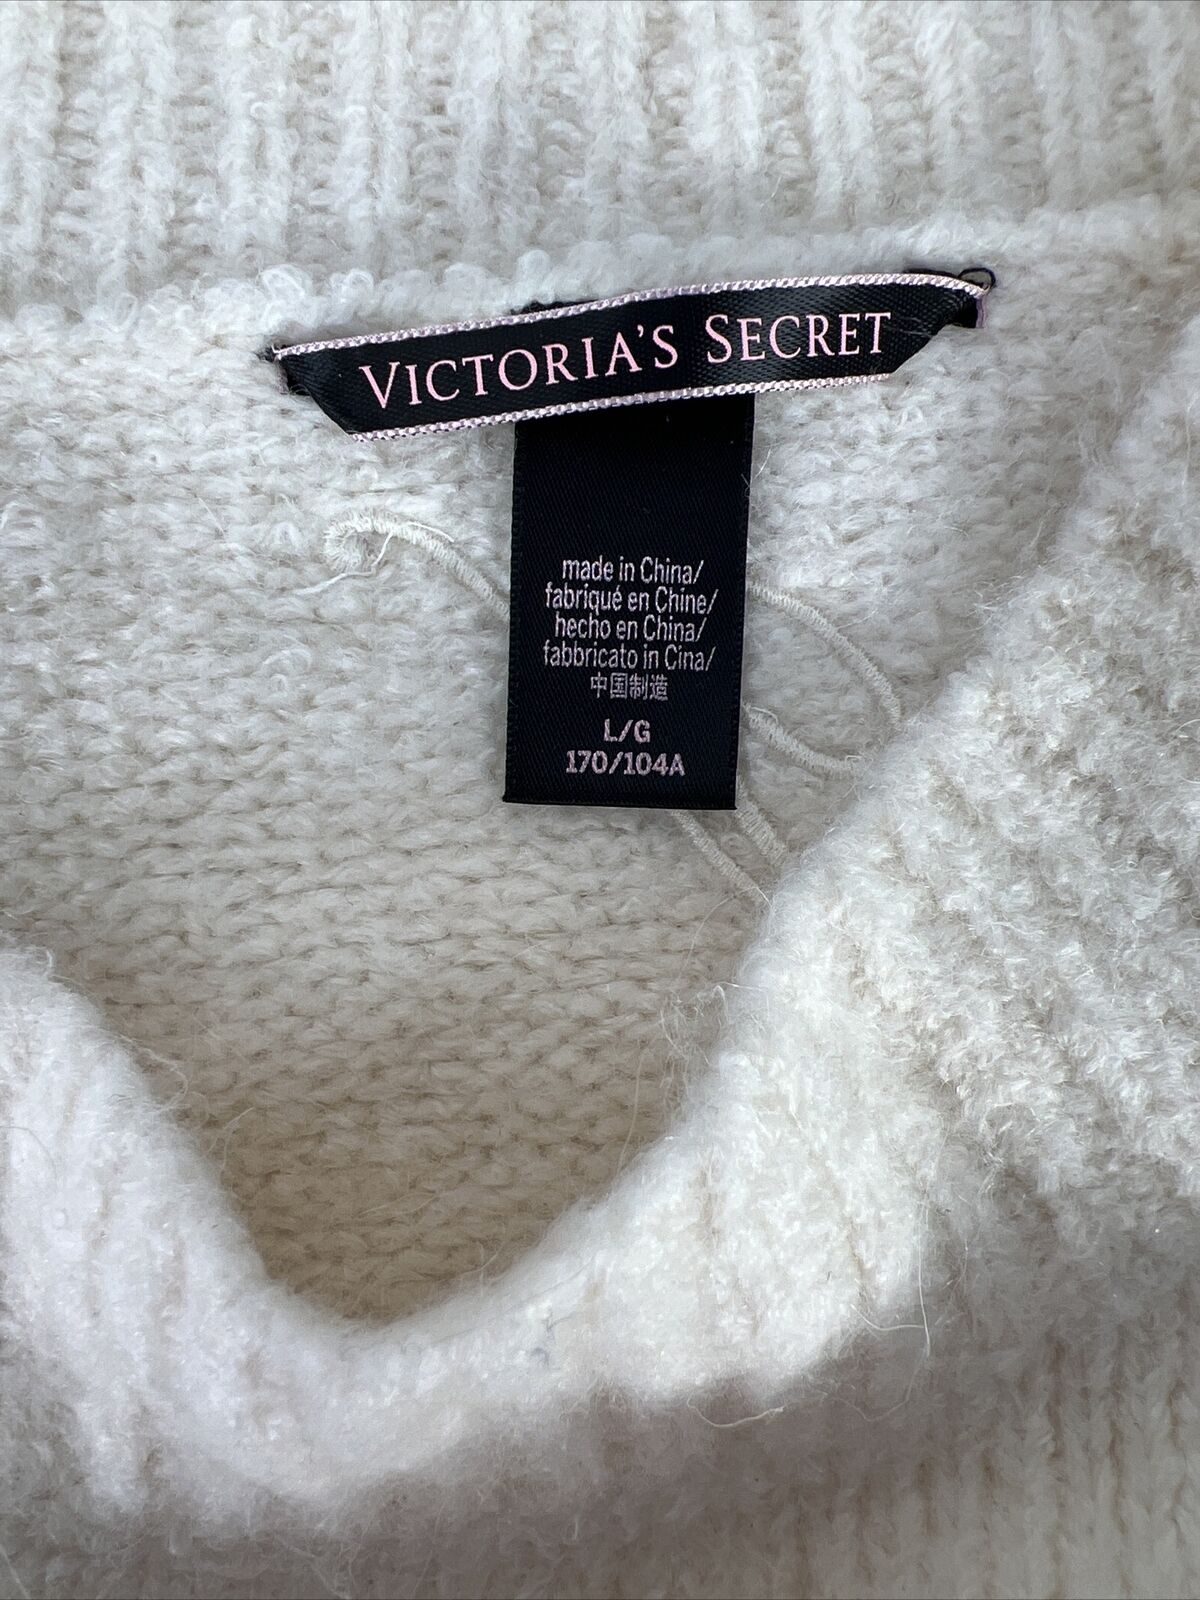 VICTORIA'S SECRET
made in China/
fabriqué en Chine/
hecho en China/
fabbricato in Cina/
中国制造
L/G
170/104A